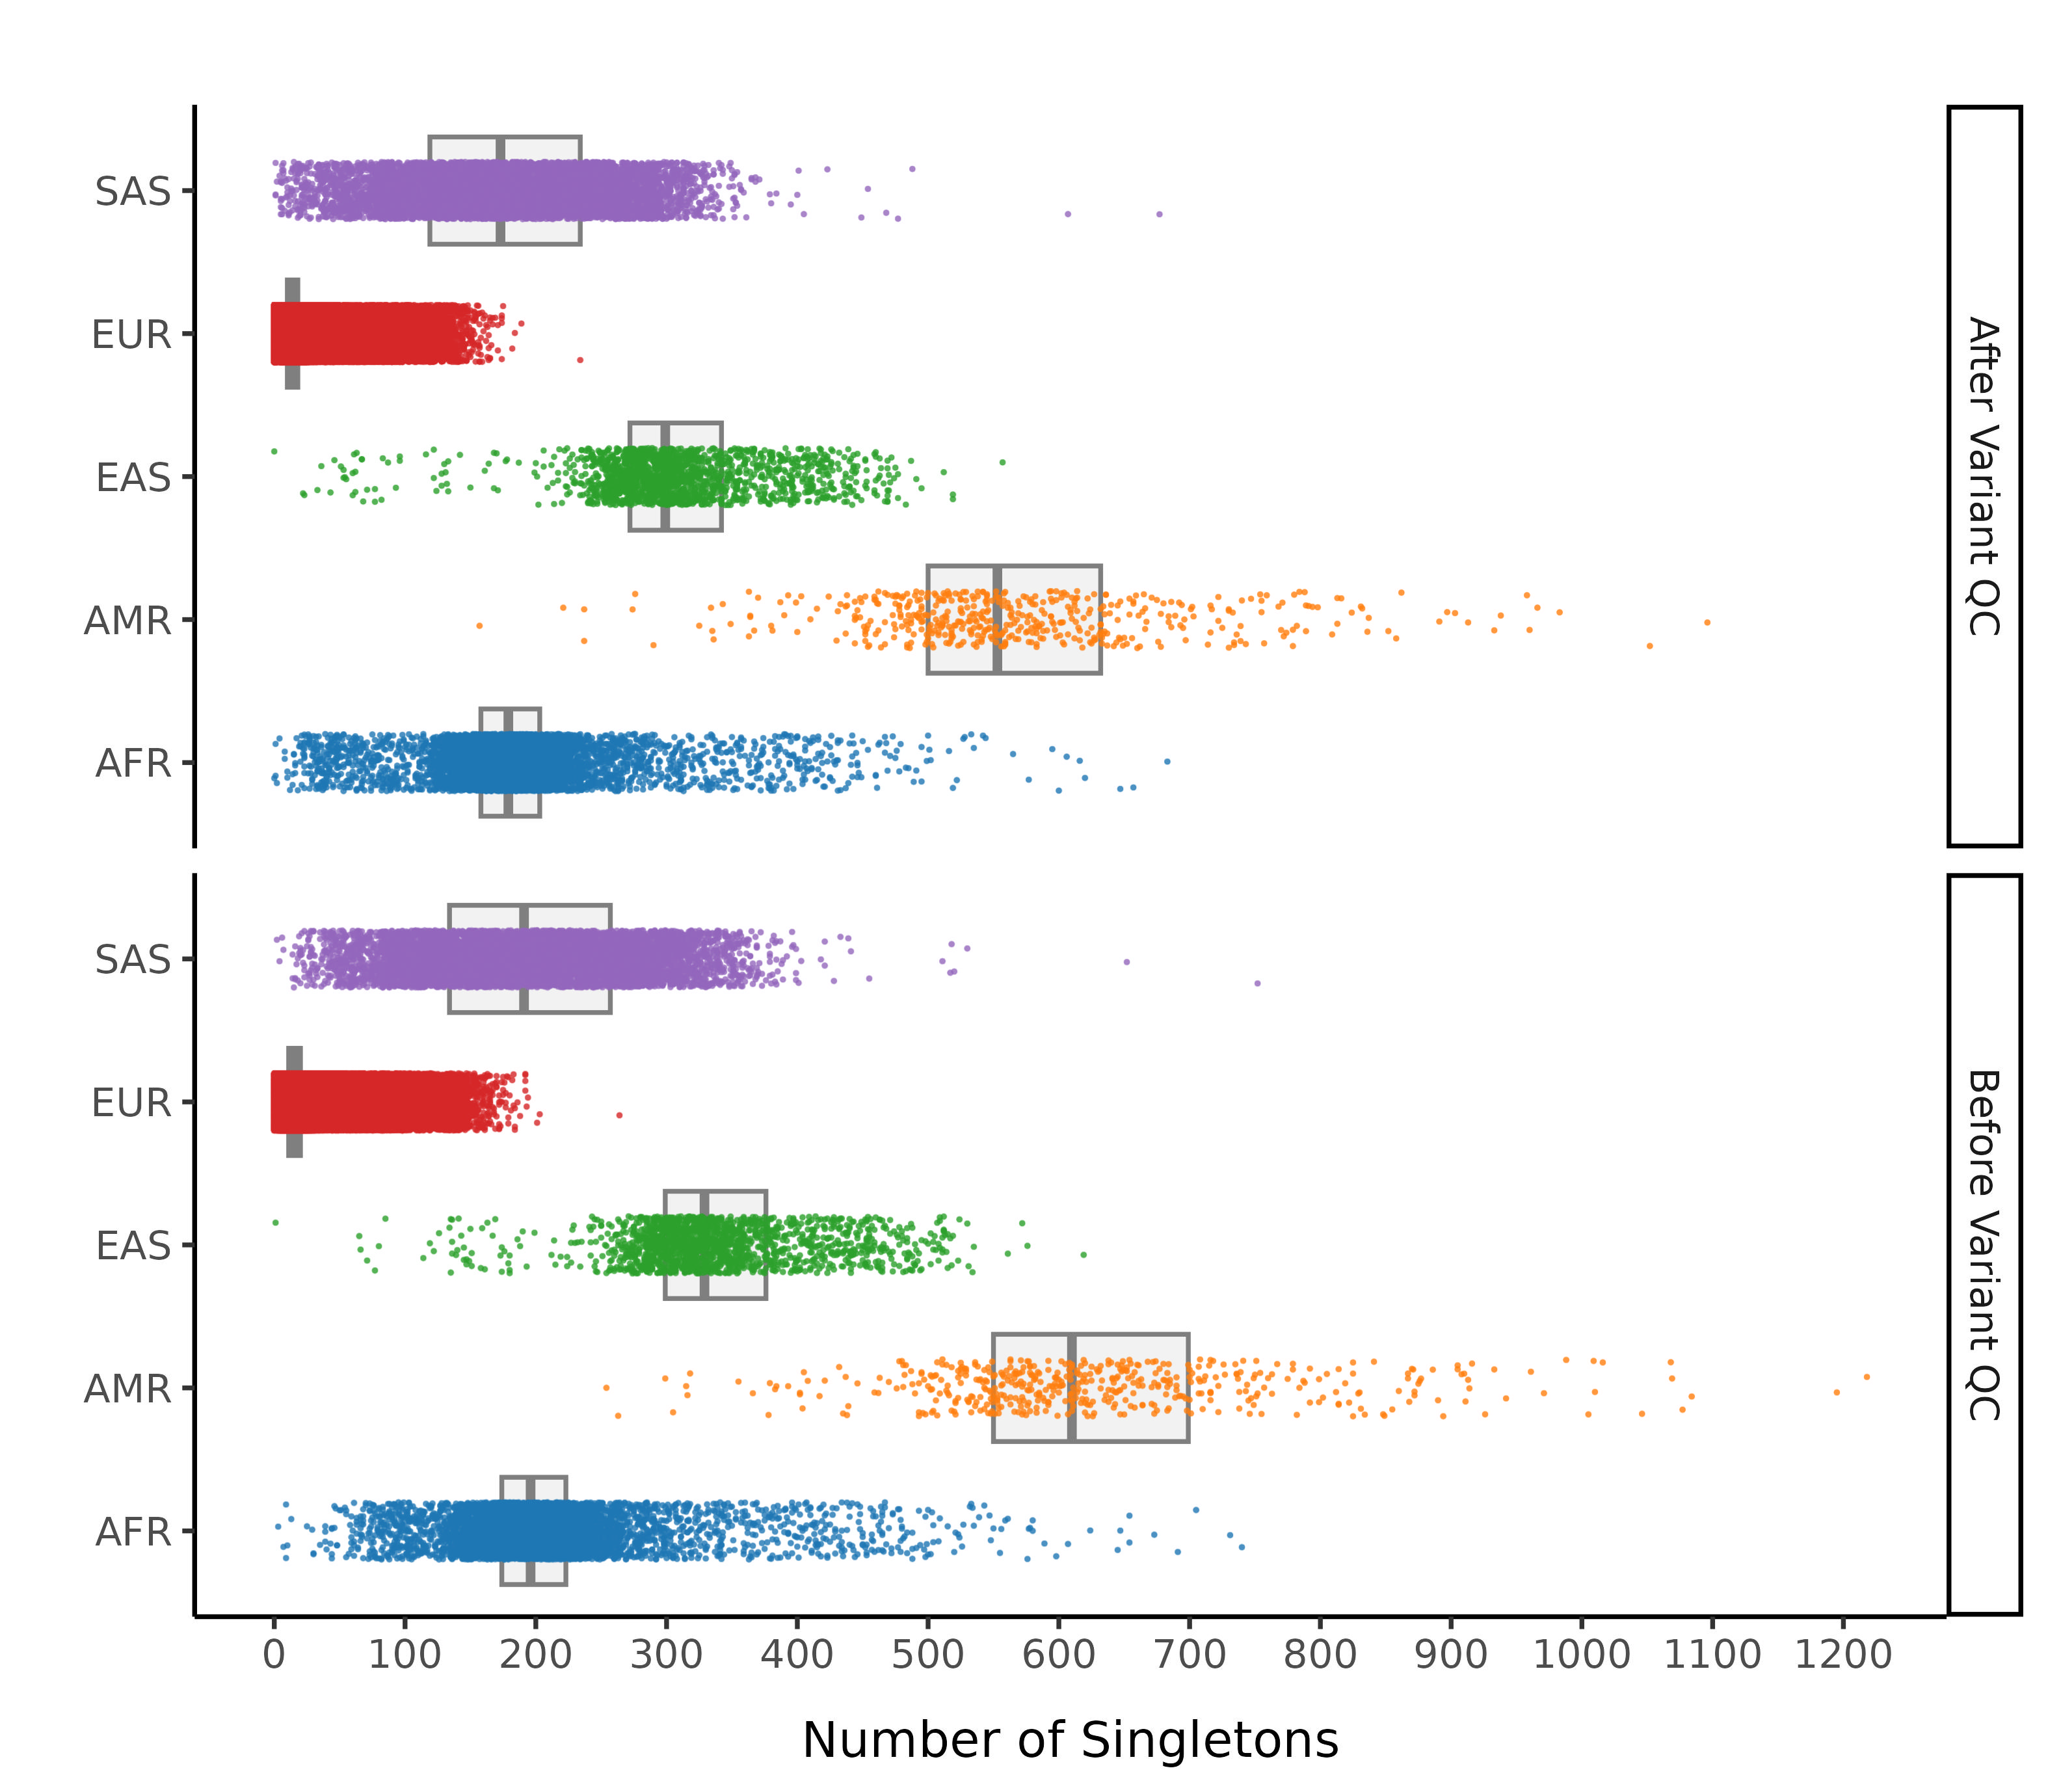 SAS
EUR
EAS
AMR
AFR
After Variant QC
SAS
EUR
EAS
AMR
AFR
Before Variant QC
0 100 200 300 400 500 600 700 800 900 1000 1100 1200
Number of Singletons